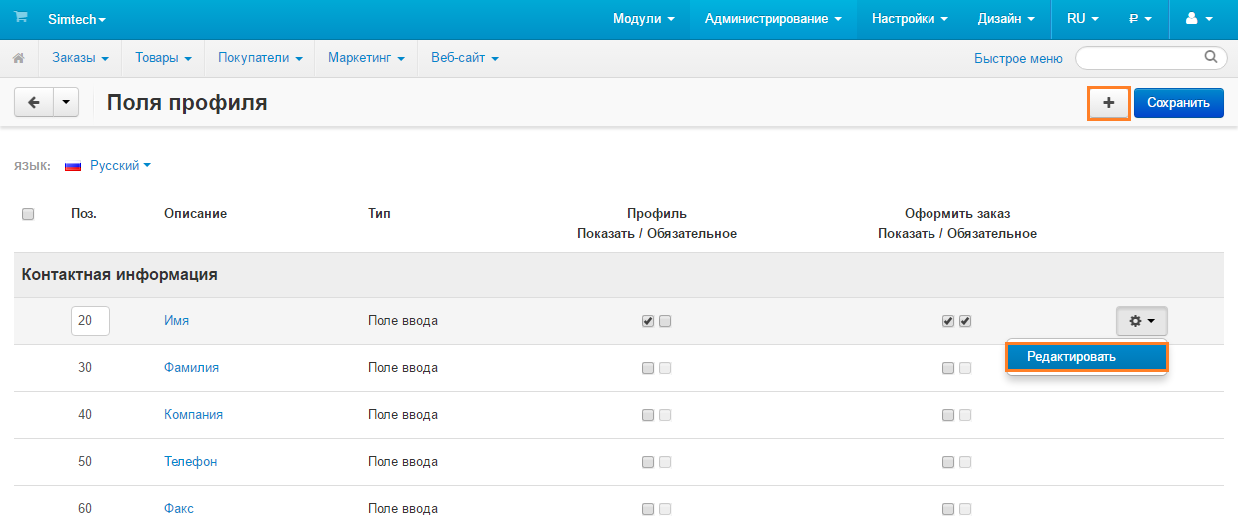 Simtech
Модули Администрирование Настройки Дизайн RU ₽
Заказы Товары Покупатели Маркетинг Веб-сайт Быстрое меню
Поля профиля + Сохранить
ЯЗЫК: Русский
Поз. Описание Тип Профиль Оформить заказ
Показать / Обязательное Показать / Обязательное
Контактная информация
20 Имя Поле ввода
Редактировать
30 Фамилия Поле ввода
40 Компания Поле ввода
50 Телефон Поле ввода
60 Факс Поле ввода